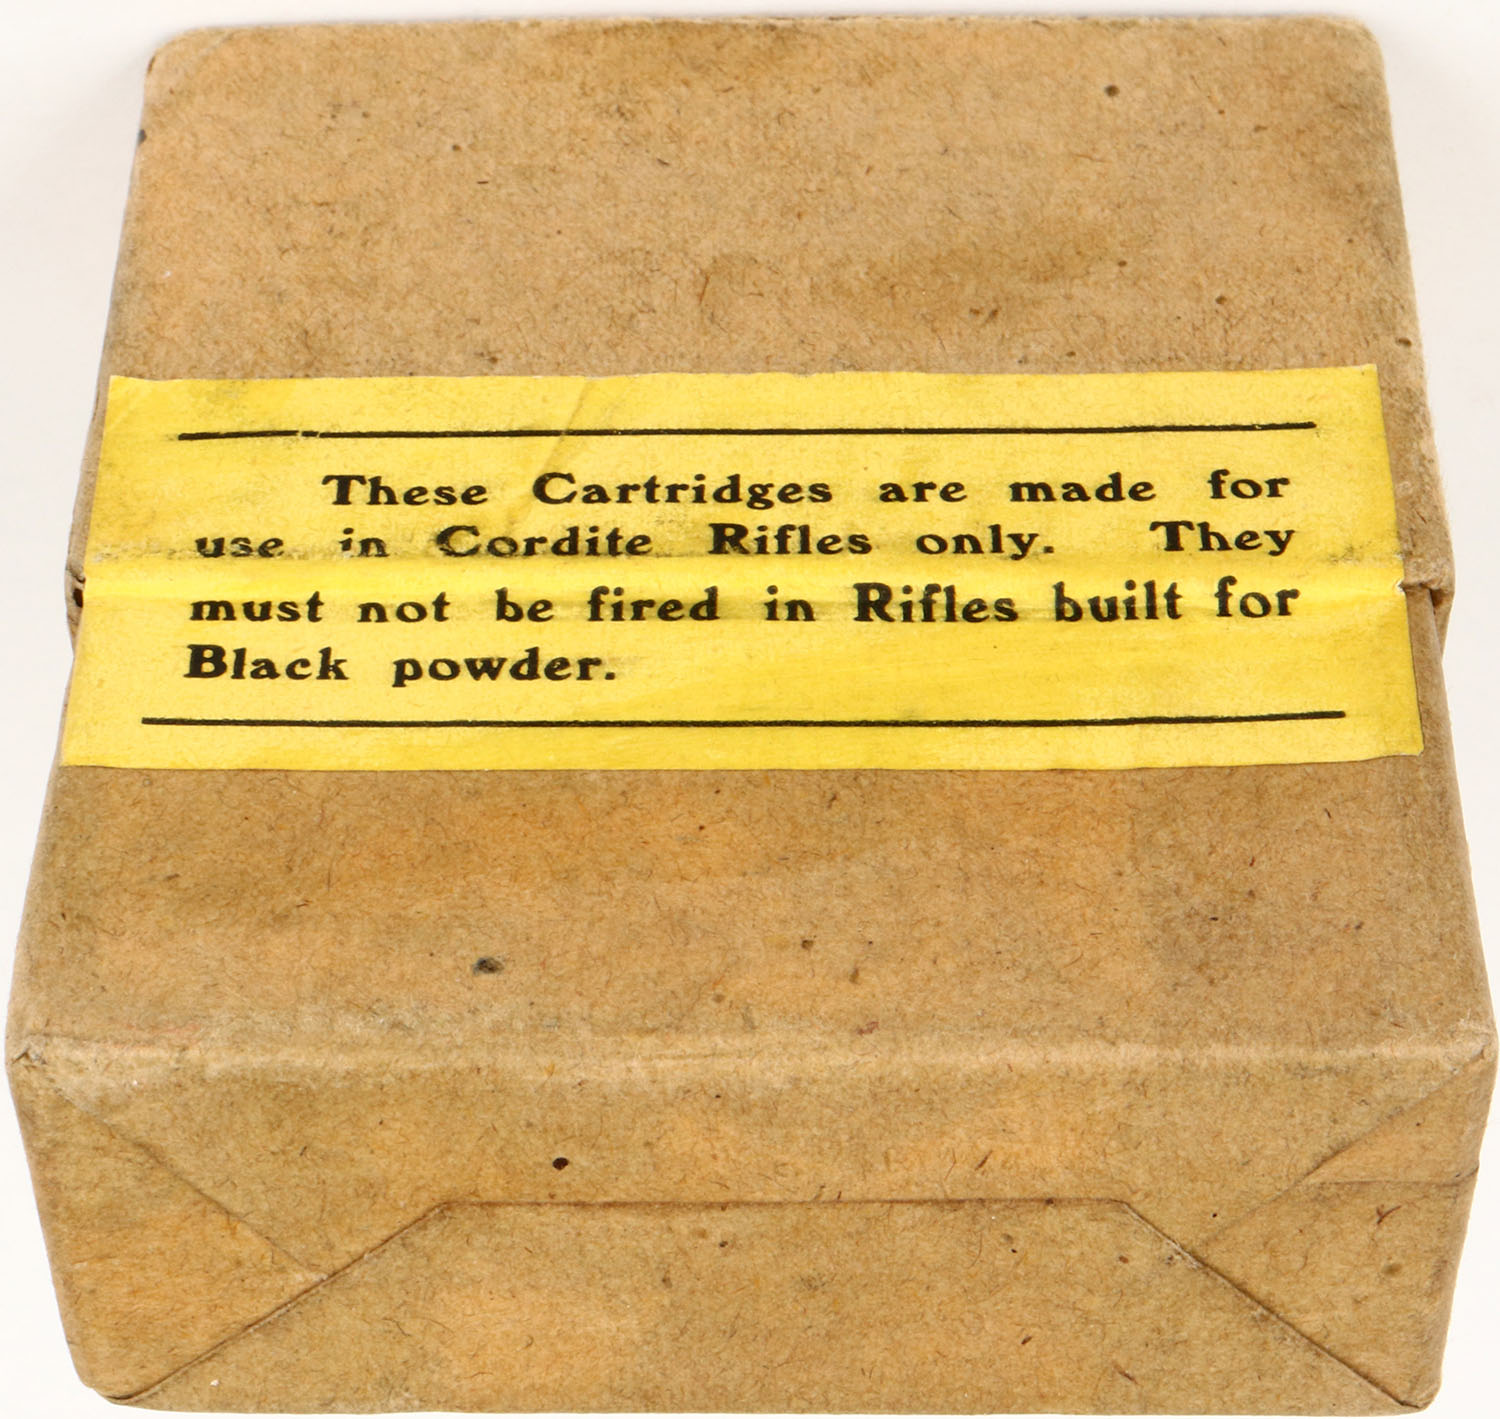 These Cartridges are made for
use in Cordite Rifles only. They
must not be fired in Rifles built for
Black powder.